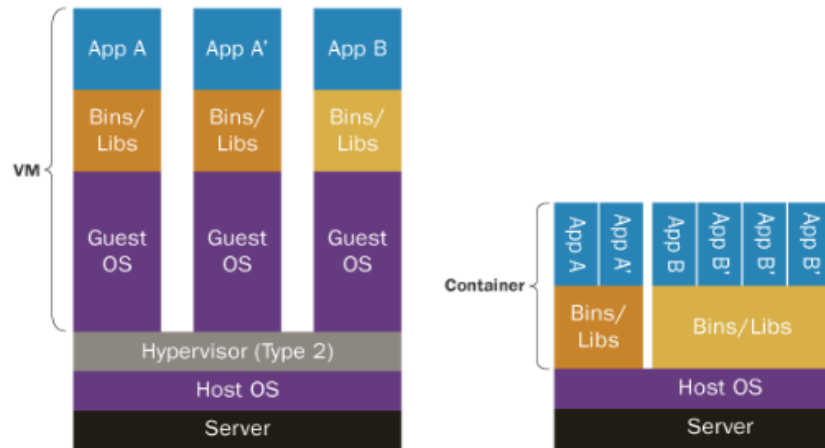 App A
App A'
App B
Bins/
Libs
Bins/
Libs
Bins/
Libs
VM
Guest
OS
Guest
OS
Guest
OS
Hypervisor (Type 2)
Host OS
Server
Container
App A
App A'
App B
App B'
App B'
App B'
Bins/
Libs
Bins/Libs
Host OS
Server